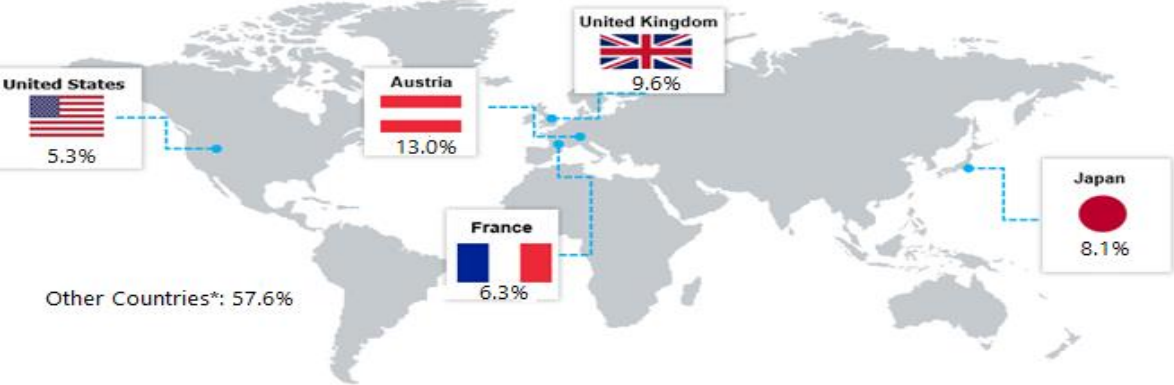 United States
5.3%
Austria
13.0%
United Kingdom
9.6%
France
6.3%
Japan
8.1%
Other Countries*: 57.6%